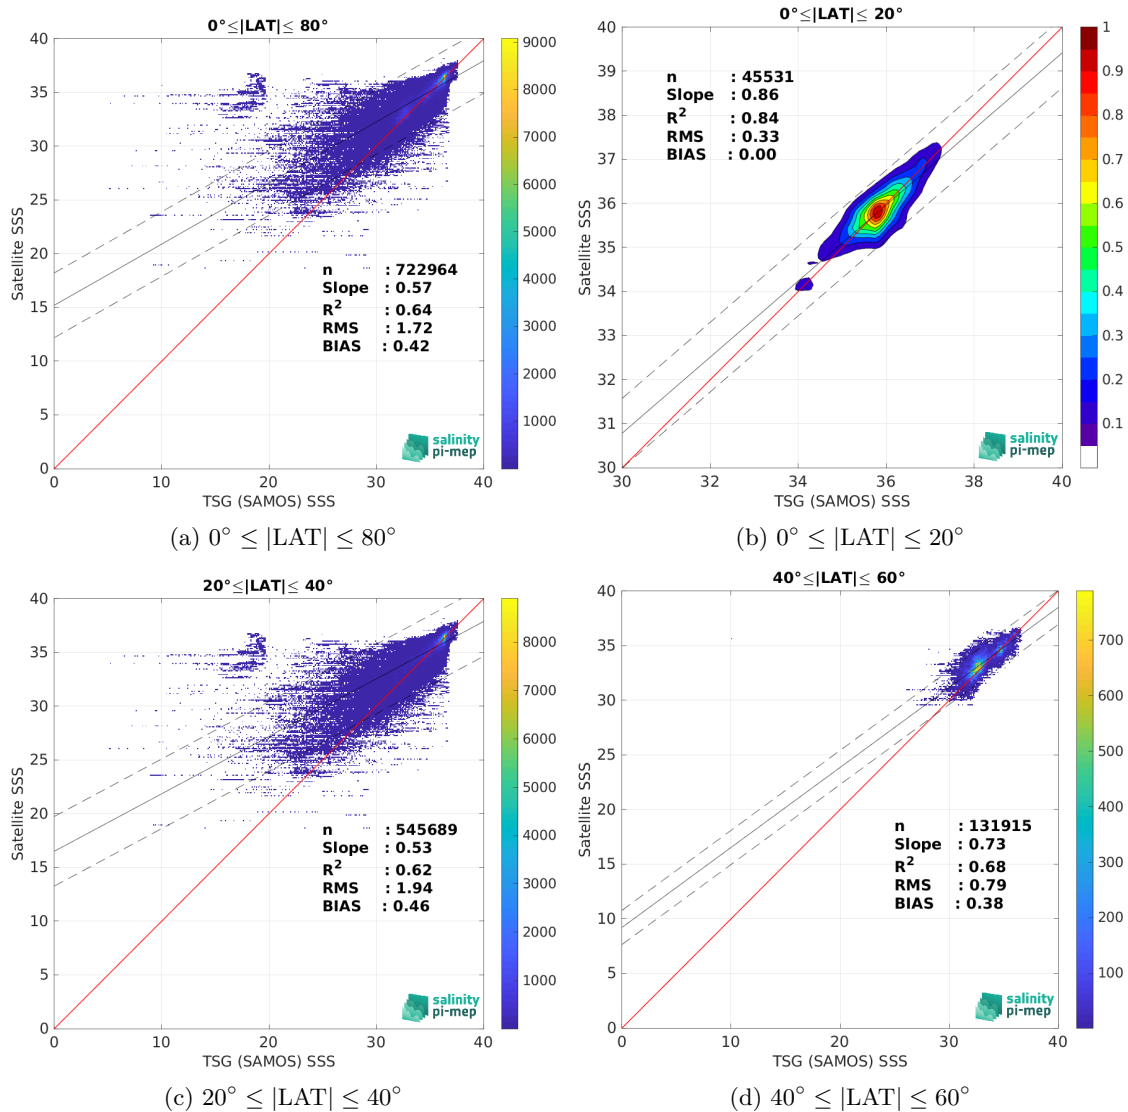 0°≤|LAT|≤ 80°
40
35
30
25
20
15
10
5
0
Satellite SSS
n : 722964
Slope : 0.57
R2 : 0.64
RMS : 1.72
BIAS : 0.42
salinity
pi-mep
0 10 20 30 40
TSG (SAMOS) SSS
9000
8000
7000
6000
5000
4000
3000
2000
1000
(a) 0° ≤ |LAT| ≤ 80°
0°≤|LAT|≤ 20°
40
39
38
37
36
35
34
33
32
31
30
Satellite SSS
n : 45531
Slope : 0.86
R2 : 0.84
RMS : 0.33
BIAS : 0.00
salinity
pi-mep
30 32 34 36 38 40
TSG (SAMOS) SSS
1
0.9
0.8
0.7
0.6
0.5
0.4
0.3
0.2
0.1
(b) 0° ≤ |LAT| ≤ 20°
20°≤|LAT|≤ 40°
40
35
30
25
20
15
10
5
0
Satellite SSS
n : 545689
Slope : 0.53
R2 : 0.62
RMS : 1.94
BIAS : 0.46
salinity
pi-mep
0 10 20 30 40
TSG (SAMOS) SSS
8000
7000
6000
5000
4000
3000
2000
1000
(c) 20° ≤ |LAT| ≤ 40°
40°≤|LAT|≤ 60°
40
35
30
25
20
15
10
5
0
Satellite SSS
n : 131915
Slope : 0.73
R2 : 0.68
RMS : 0.79
BIAS : 0.38
salinity
pi-mep
0 10 20 30 40
TSG (SAMOS) SSS
700
600
500
400
300
200
100
(d) 40° ≤ |LAT| ≤ 60°